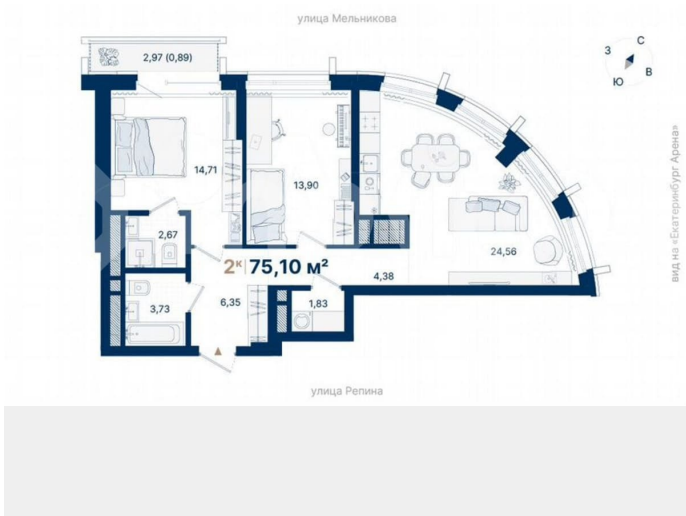 улица Мельникова
2,97 (0,89)
С
З
В
Ю
14,71
13,90
2,67
24,56
2к 75,10 м²
4,38
3,73
6,35
1,83
вид на «Екатеринбург Арена»
улица Репина